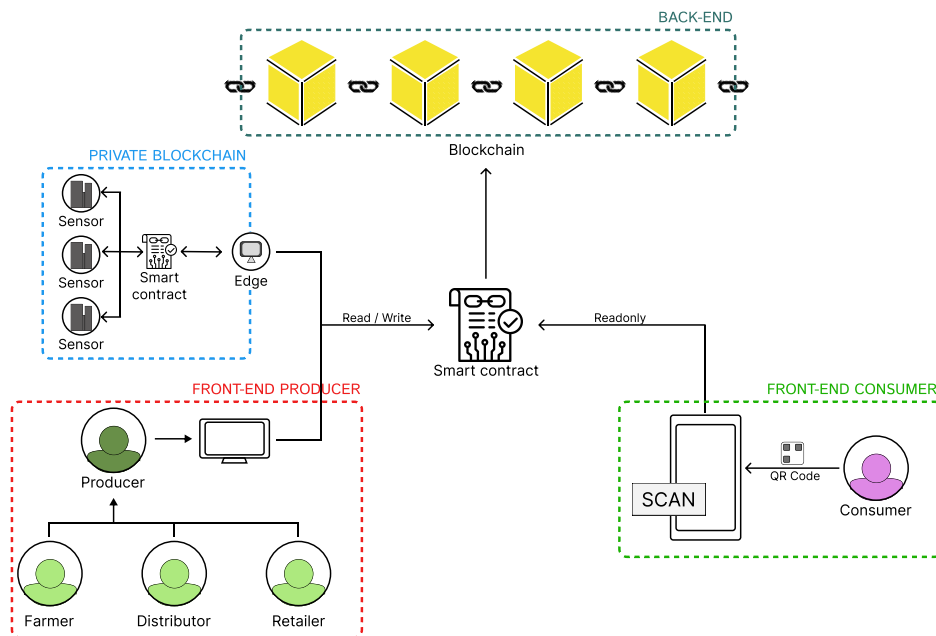 BACK-END
Blockchain
PRIVATE BLOCKCHAIN
Sensor
Sensor
Sensor
Smart
contract
Edge
Read / Write
Readonly
Smart contract
FRONT-END PRODUCER
Producer
Farmer
Distributor
Retailer
FRONT-END CONSUMER
SCAN
QR Code
Consumer